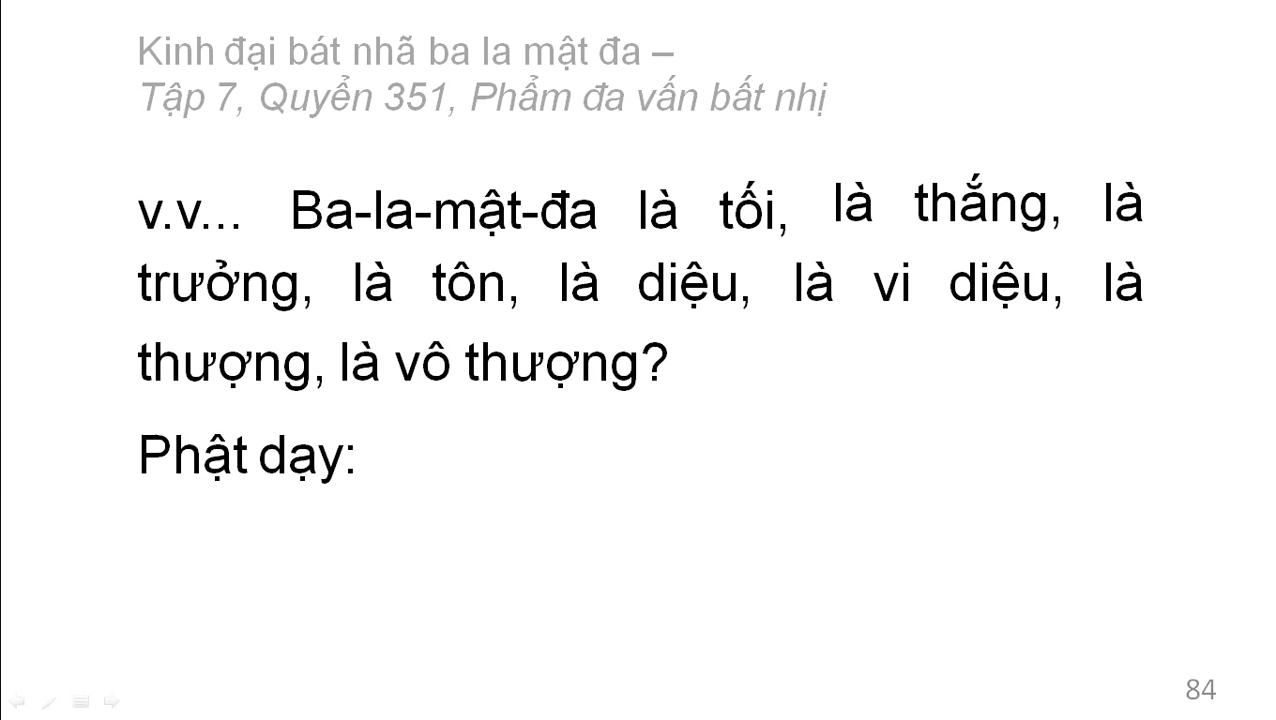 Kinh đại bát nhã ba la mật đa –
Tập 7, Quyển 351, Phẩm đa vấn bất nhị
v.v... Ba-la-mật-đa là tối, là thắng, là
trưởng, là tôn, là diệu, là vi diệu, là
thượng, là vô thượng?
Phật dạy:
84